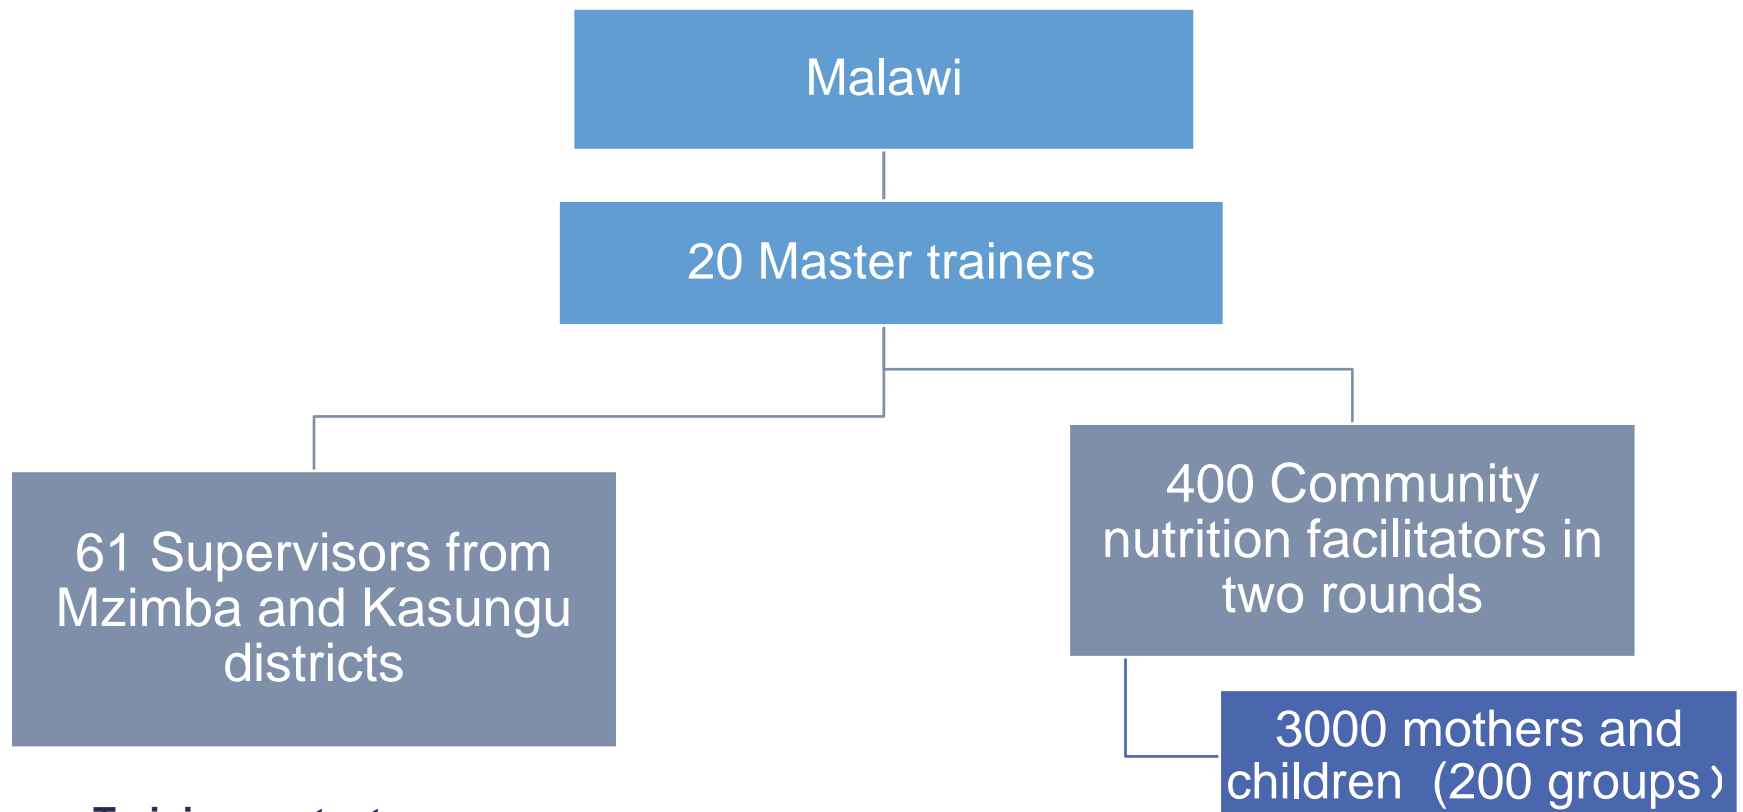 Malawi
20 Master trainers
61 Supervisors from
Mzimba and Kasungu
districts
400 Community
nutrition facilitators in
two rounds
3000 mothers and
children (200 groups)